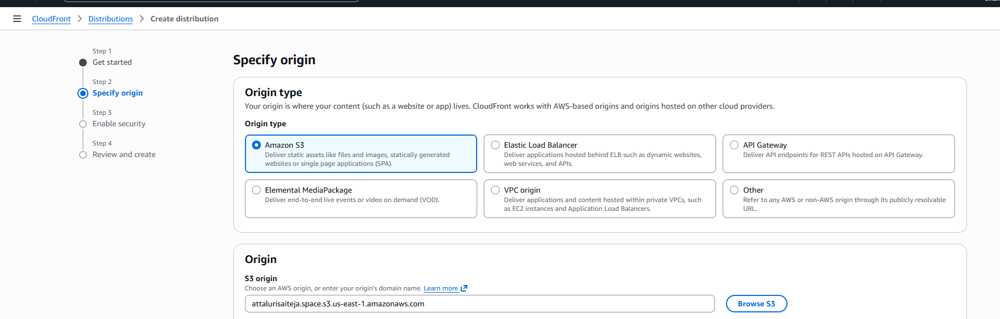 CloudFront > Distributions > Create distribution
Step 1
Get started
Step 2
Specify origin
Step 3
Enable security
Step 4
Review and create
Specify origin
Origin type
Your origin is where your content (such as a website or app) lives. CloudFront works with AWS-based origins and origins hosted on other cloud providers.
Origin type
Amazon S3
Deliver static assets like files and images, statically generated
websites or single page applications (SPA).
Elastic Load Balancer
Deliver applications hosted behind ELB such as dynamic websites,
web services, and APIs.
API Gateway
Deliver API endpoints for REST APIs hosted on API Gateway.
Elemental MediaPackage
Deliver end-to-end live events or video on demand (VOD).
VPC origin
Deliver applications and content hosted within private VPCs, such
as EC2 instances and Application Load Balancers.
Other
Refer to any AWS or non-AWS origin through its publicly resolvable
URL.
Origin
S3 origin
Choose an AWS origin, or enter your origin's domain name. Learn more
attalurisaiteja.space.s3.us-east-1.amazonaws.com
Browse S3